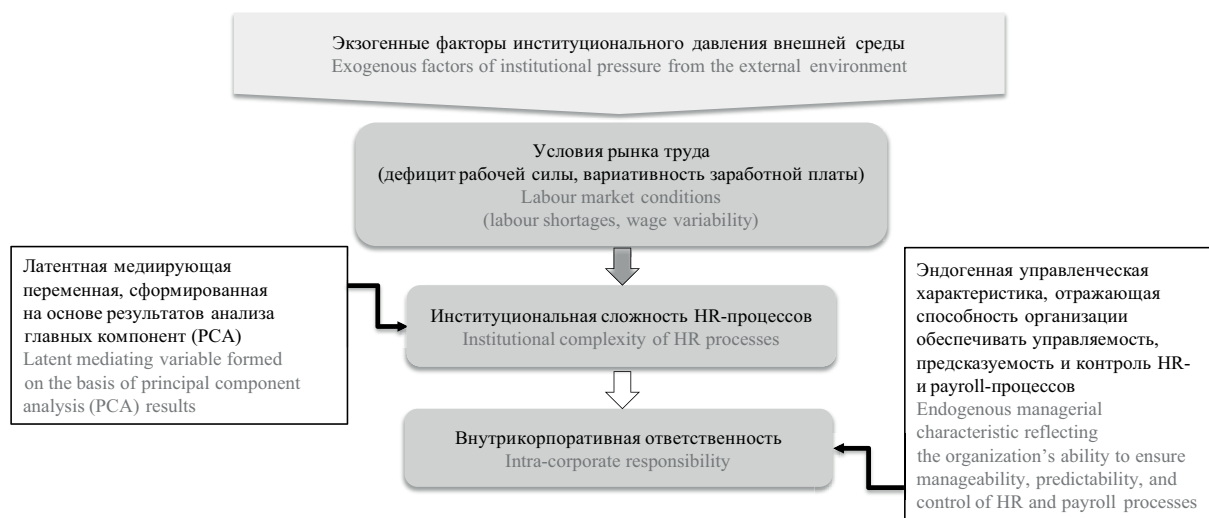 Экзогенные факторы институционального давления внешней среды
Exogenous factors of institutional pressure from the external environment
Условия рынка труда
(дефицит рабочей силы, вариативность заработной платы)
Labour market conditions
(labour shortages, wage variability)
Латентная медиирующая
переменная, сформированная
на основе результатов анализа
главных компонент (PCA)
Latent mediating variable formed
on the basis of principal component
analysis (PCA) results
Институциональная сложность HR-процессов
Institutional complexity of HR processes
Внутрикорпоративная ответственность
Intra-corporate responsibility
Эндогенная управленческая
характеристика, отражающая
способность организации
обеспечивать управляемость,
предсказуемость и контроль HR-
и payroll-процессов
Endogenous managerial
characteristic reflecting
the organization's ability to ensure
manageability, predictability, and
control of HR and payroll processes